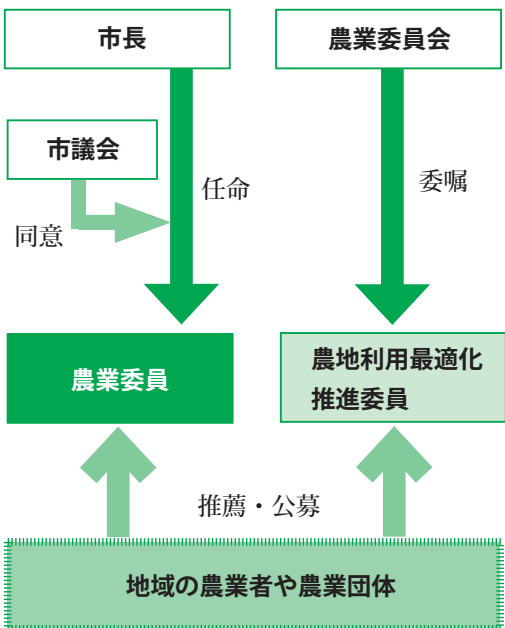 市長
農業委員会
市議会
任命
委嘱
同意
農業委員
農地利用最適化
推進委員
推薦・公募
地域の農業者や農業団体